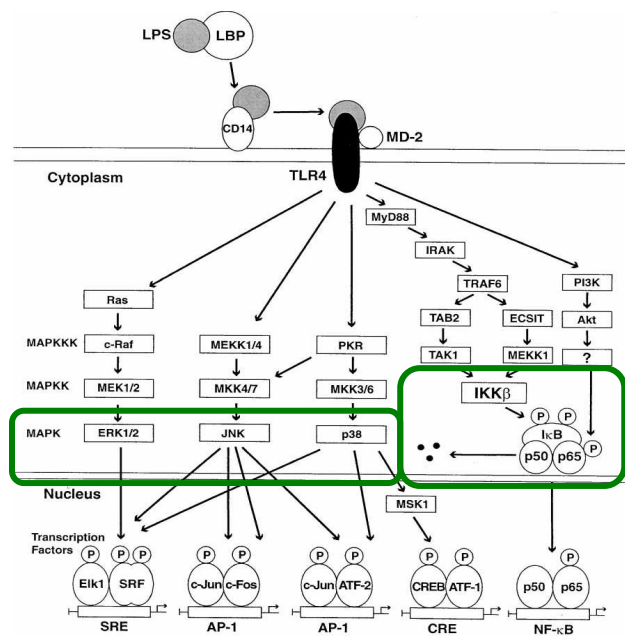 LPS LBP
CD14
MD-2
TLR4
Cytoplasm
MyD88
IRAK
TRAF6 PI3K
Ras
TAB2 ECSIT Akt
MAPKKK c-Raf MEKK1/4 PKR
TAK1 MEKK1 ?
MAPKK MEK1/2 MKK4/7 MKK3/6
IKKβ
P P
MAPK ERK1/2 JNK p38
IκB P
p50 p65
Nucleus
MSK1
Transcription
Factors
P P P P P P P P P P
Elk1 SRF c-Jun c-Fos c-Jun ATF-2 CREB ATF-1 p50 p65
SRE AP-1 AP-1 CRE NF-κB